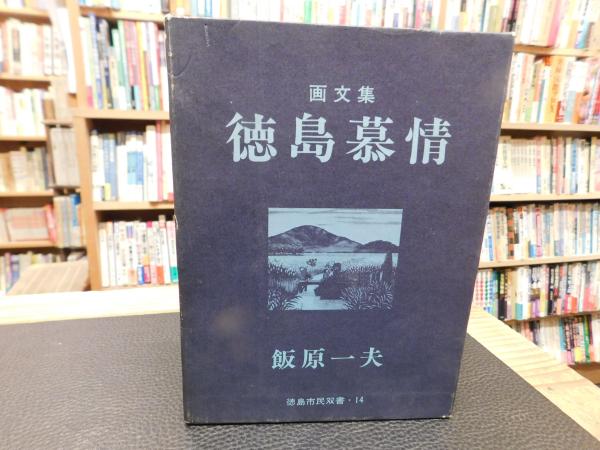 画文集
徳島慕情
飯原一夫
徳島市民双書・14